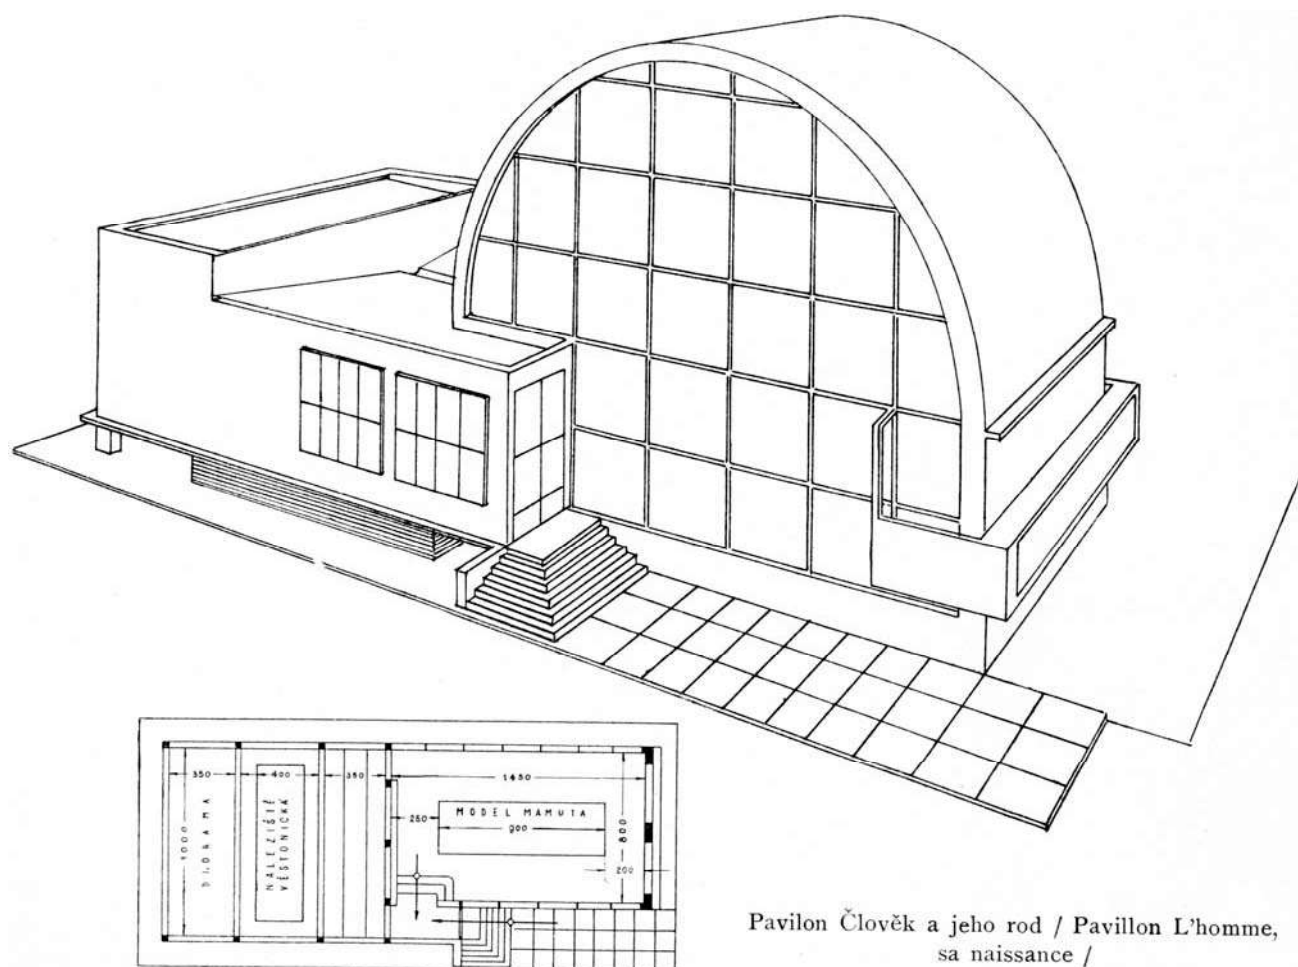 350
400
350
1450
1000
DIORAMA
NALEZIŠTĚ
VĚSTONICKÁ
250
MODEL MAMUTA
900
800
200
Pavilon Člověk a jeho rod / Pavillon L'homme,
sa naissance /